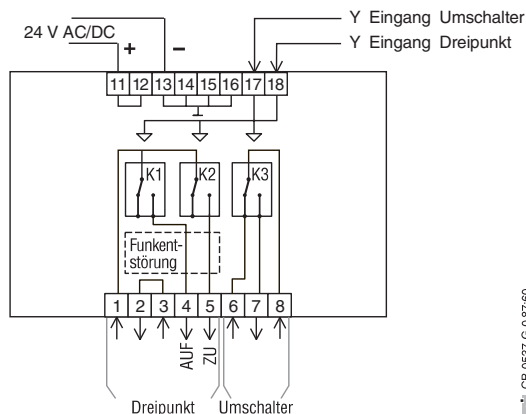 24 V AC/DC
+ –
Y Eingang Umschalter
Y Eingang Dreipunkt
11 12 13 14 15 16 17 18
K1 K2 K3
Funkent-
störung
1 2 3 4 5 6 7 8
AUF
ZU
Dreipunkt Umschalter